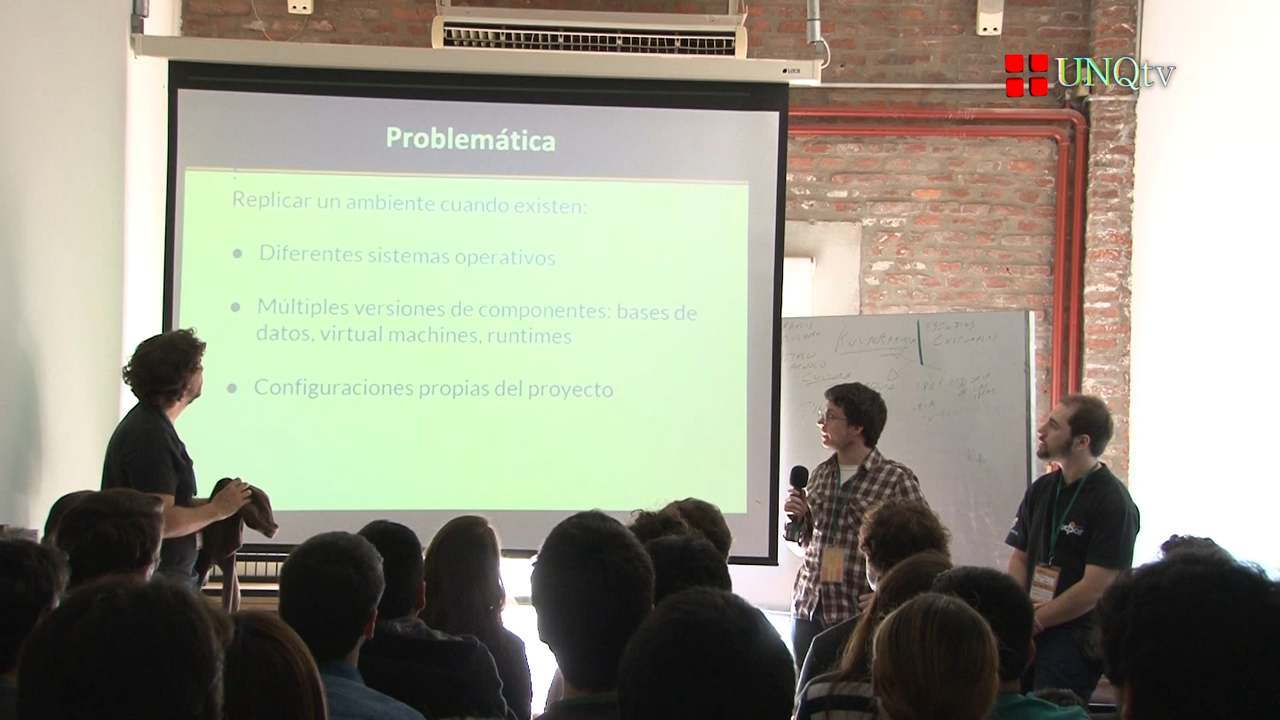 UNQtv
Problemática
Replicar un ambiente cuando existen:
● Diferentes sistemas operativos
● Múltiples versiones de componentes: bases de
datos, virtual machines, runtimes
● Configuraciones propias del proyecto